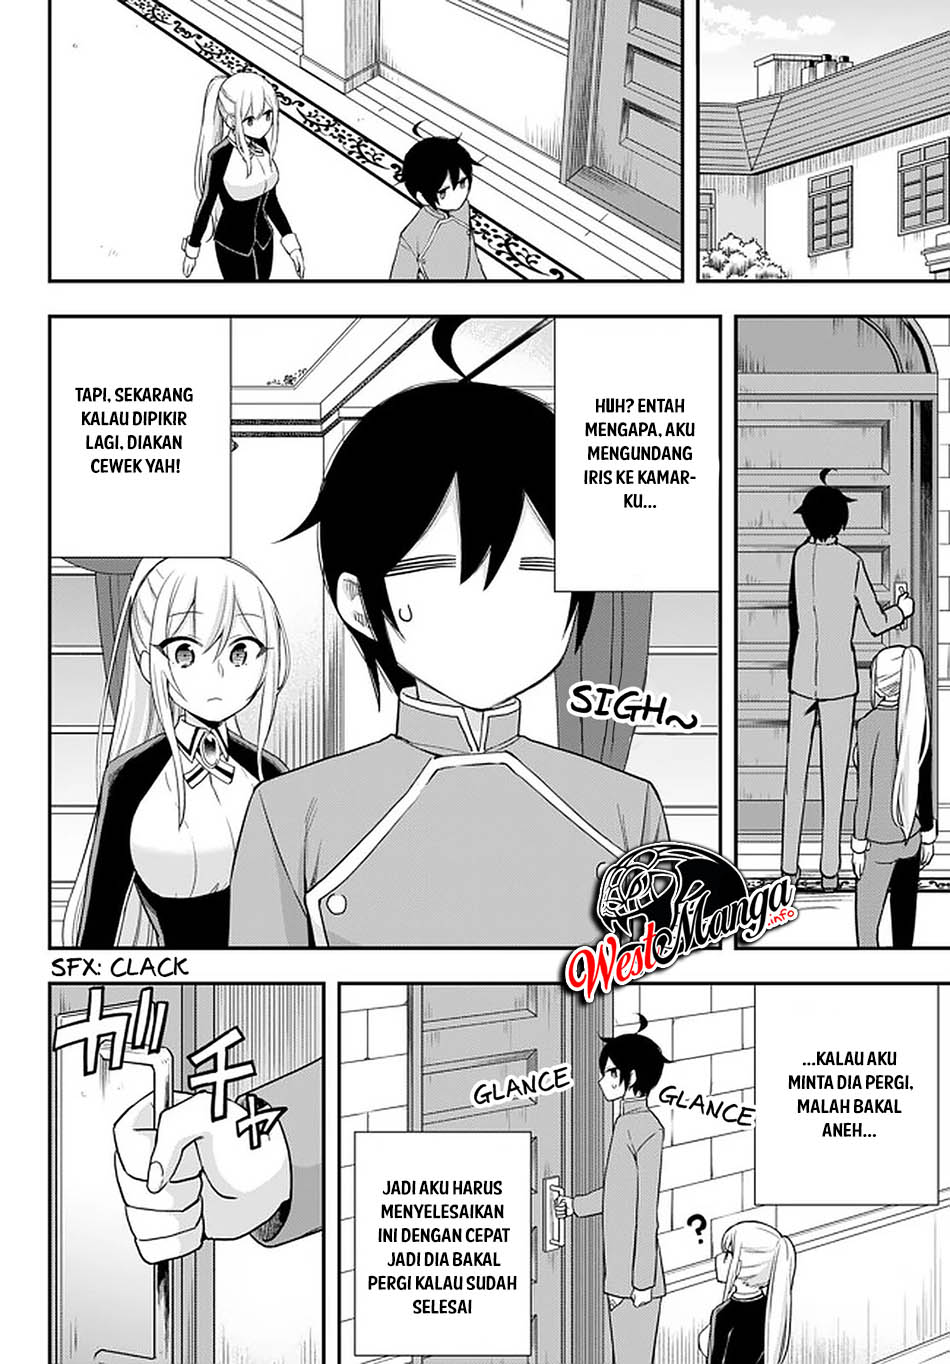 HUH? ENTAH
MENGAPA, AKU
MENGUNDANG
IRIS KE KAMAR-
KU...
TAPI, SEKARANG
KALAU DIPIKIR
LAGI, DIAKAN
CEWEK YAH!
SIGH~
WestManga
.info
...KALAU AKU
MINTA DIA PERGI,
MALAH BAKAL
ANEH...
GLANCE
GLANCE
?
JADI AKU HARUS
MENYELESAIKAN
INI DENGAN CEPAT
JADI DIA BAKAL
PERGI KALAU SUDAH
SELESAI
SFX: CLACK
ガチャ